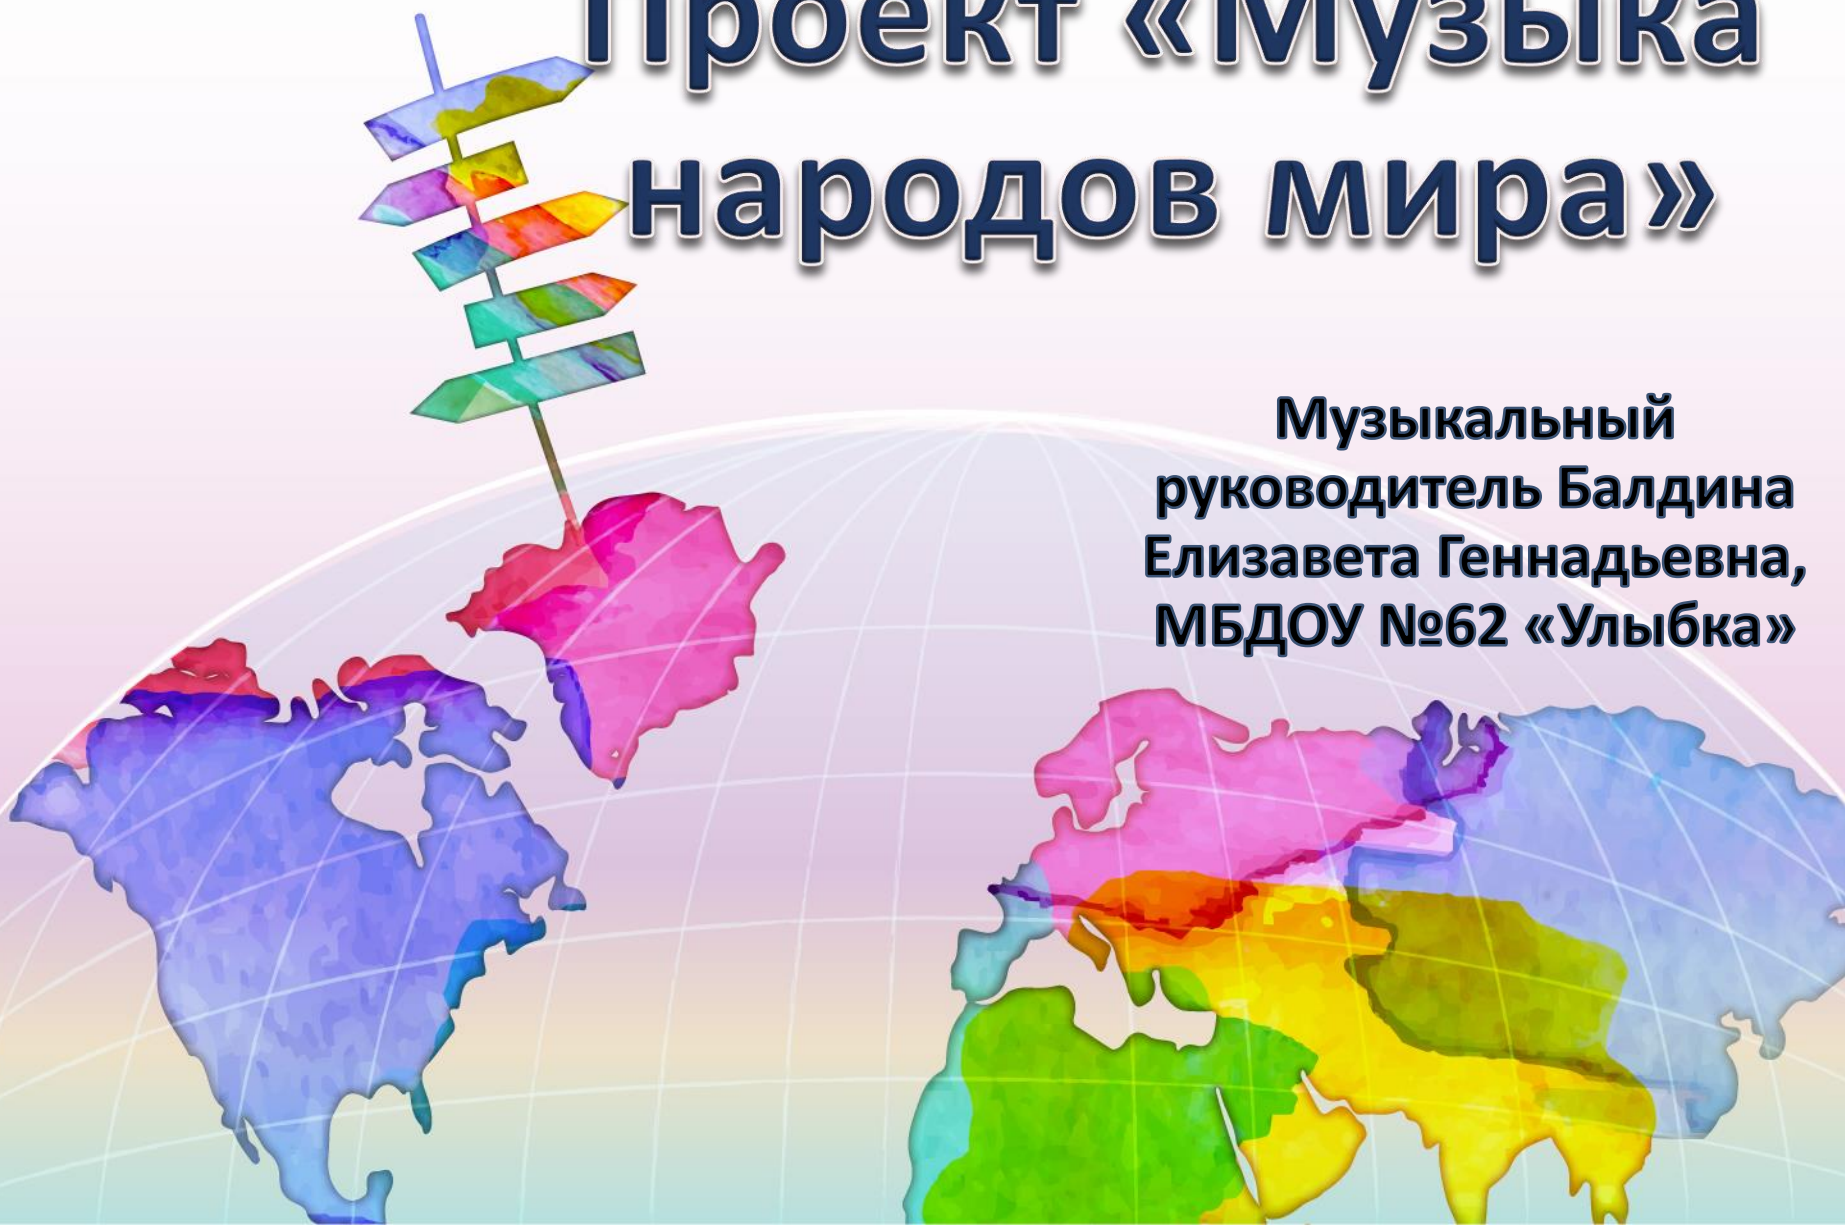 Проект «Музыка
народов мира»
Музыкальный
руководитель Балдина
Елизавета Геннадьевна,
МБДОУ №62 «Улыбка»